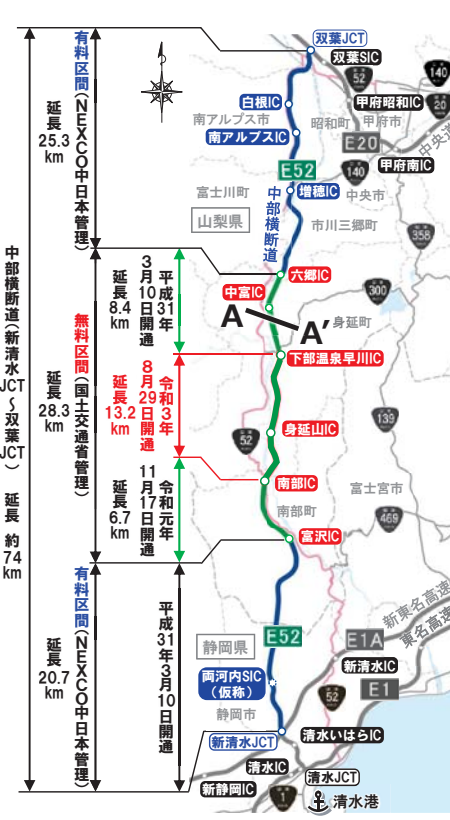 中部横断道(新清水JCT～双葉JCT) 延長 約74km
有料区間(NEXCO中日本管理)
延長
25.3
km
無料区間(国土交通省管理)
延長
28.3
km
有料区間(NEXCO中日本管理)
延長
20.7
km
平成31年
3月10日開通
延長
8.4
km
令和3年
8月29日開通
延長
13.2
km
令和元年
11月17日開通
延長
6.7
km
平成31年3月10日開通
双葉JCT
双葉SIC
52
140
白根IC
甲府昭和IC
20
南アルプス市
昭和町
甲府市
南アルプスIC
E20
中央道
甲府南IC
E52
140
富士川町
増穂IC
中央市
山梨県
中部横断道
市川三郷町
358
六郷IC
中富IC
300
A
A′
身延町
下部温泉早川IC
139
52
身延山IC
南部IC
富士宮市
南部町
469
富沢IC
新東名高速
東名高速
E52
E1A
静岡県
新清水IC
両河内SIC
(仮称)
52
E1
静岡市
新清水JCT
清水いはらIC
清水IC
清水JCT
新静岡IC
1
清水港